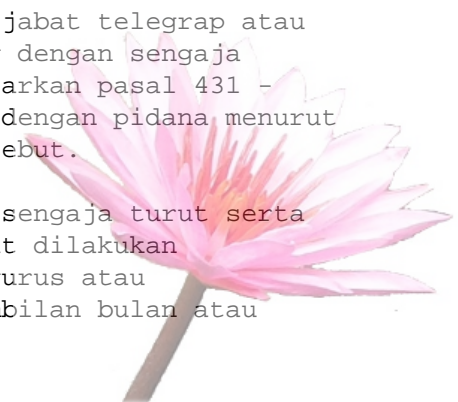 jabat telegrap atau
dengan sengaja
arkan pasal 431 -
dengan pidana menurut
ebut.
sengaja turut serta
t dilakukan
urus atau
bilan bulan atau